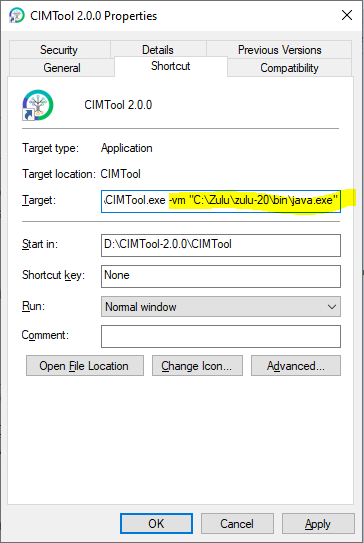 CIMTool 2.0.0 Properties
Security Details Previous Versions
General Shortcut Compatibility
CIMTool 2.0.0
Target type: Application
Target location: CIMTool
Target: \CIMTool.exe -vm "C:\Zulu\zulu-20\bin\java.exe"
Start in: D:\CIMTool-2.0.0\CIMTool
Shortcut key: None
Run: Normal window
Comment:
Open File Location Change Icon... Advanced...
OK Cancel Apply